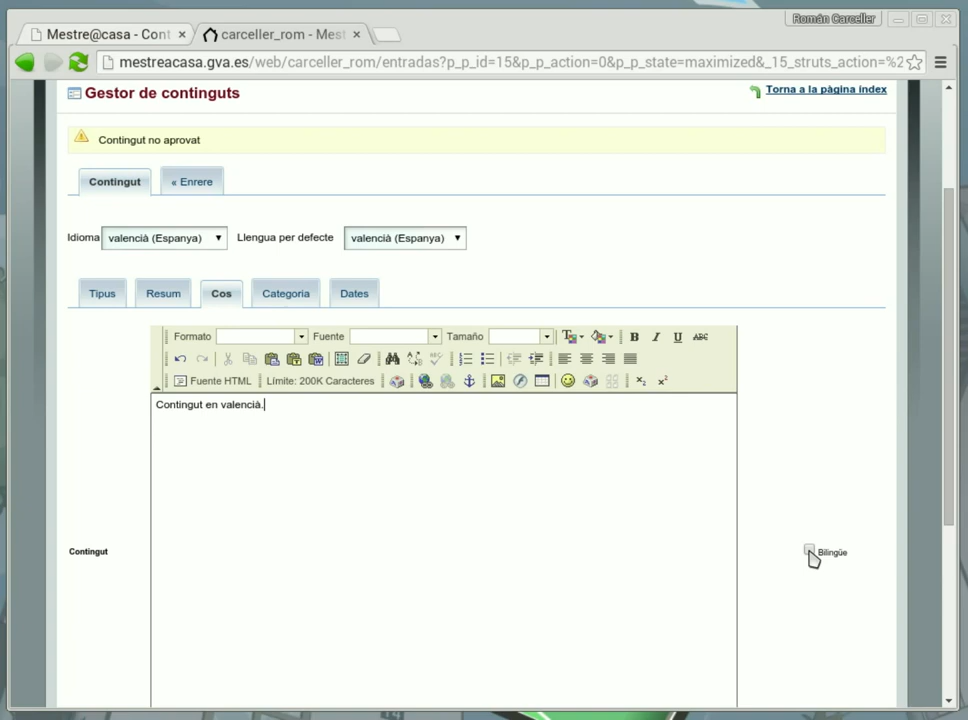 Román Carceller
Mestre@casa - Cont
carceller_rom - Mest
mestreacasa.gva.es/web/carceller_rom/entradas?p_p_id=15&p_p_action=0&p_p_state=maximized&_15_struts_action=%2
Gestor de continguts
Torna a la pàgina index
Contingut no aprovat
Contingut
« Enrere
Idioma valencià (Espanya) Llengua per defecte valencià (Espanya)
Tipus Resum Cos Categoria Dates
Formato Fuente Tamaño B I U ABC
Fuente HTML Límite: 200K Caracteres x₂ x²
Contingut en valencià.
Contingut
Bilingüe